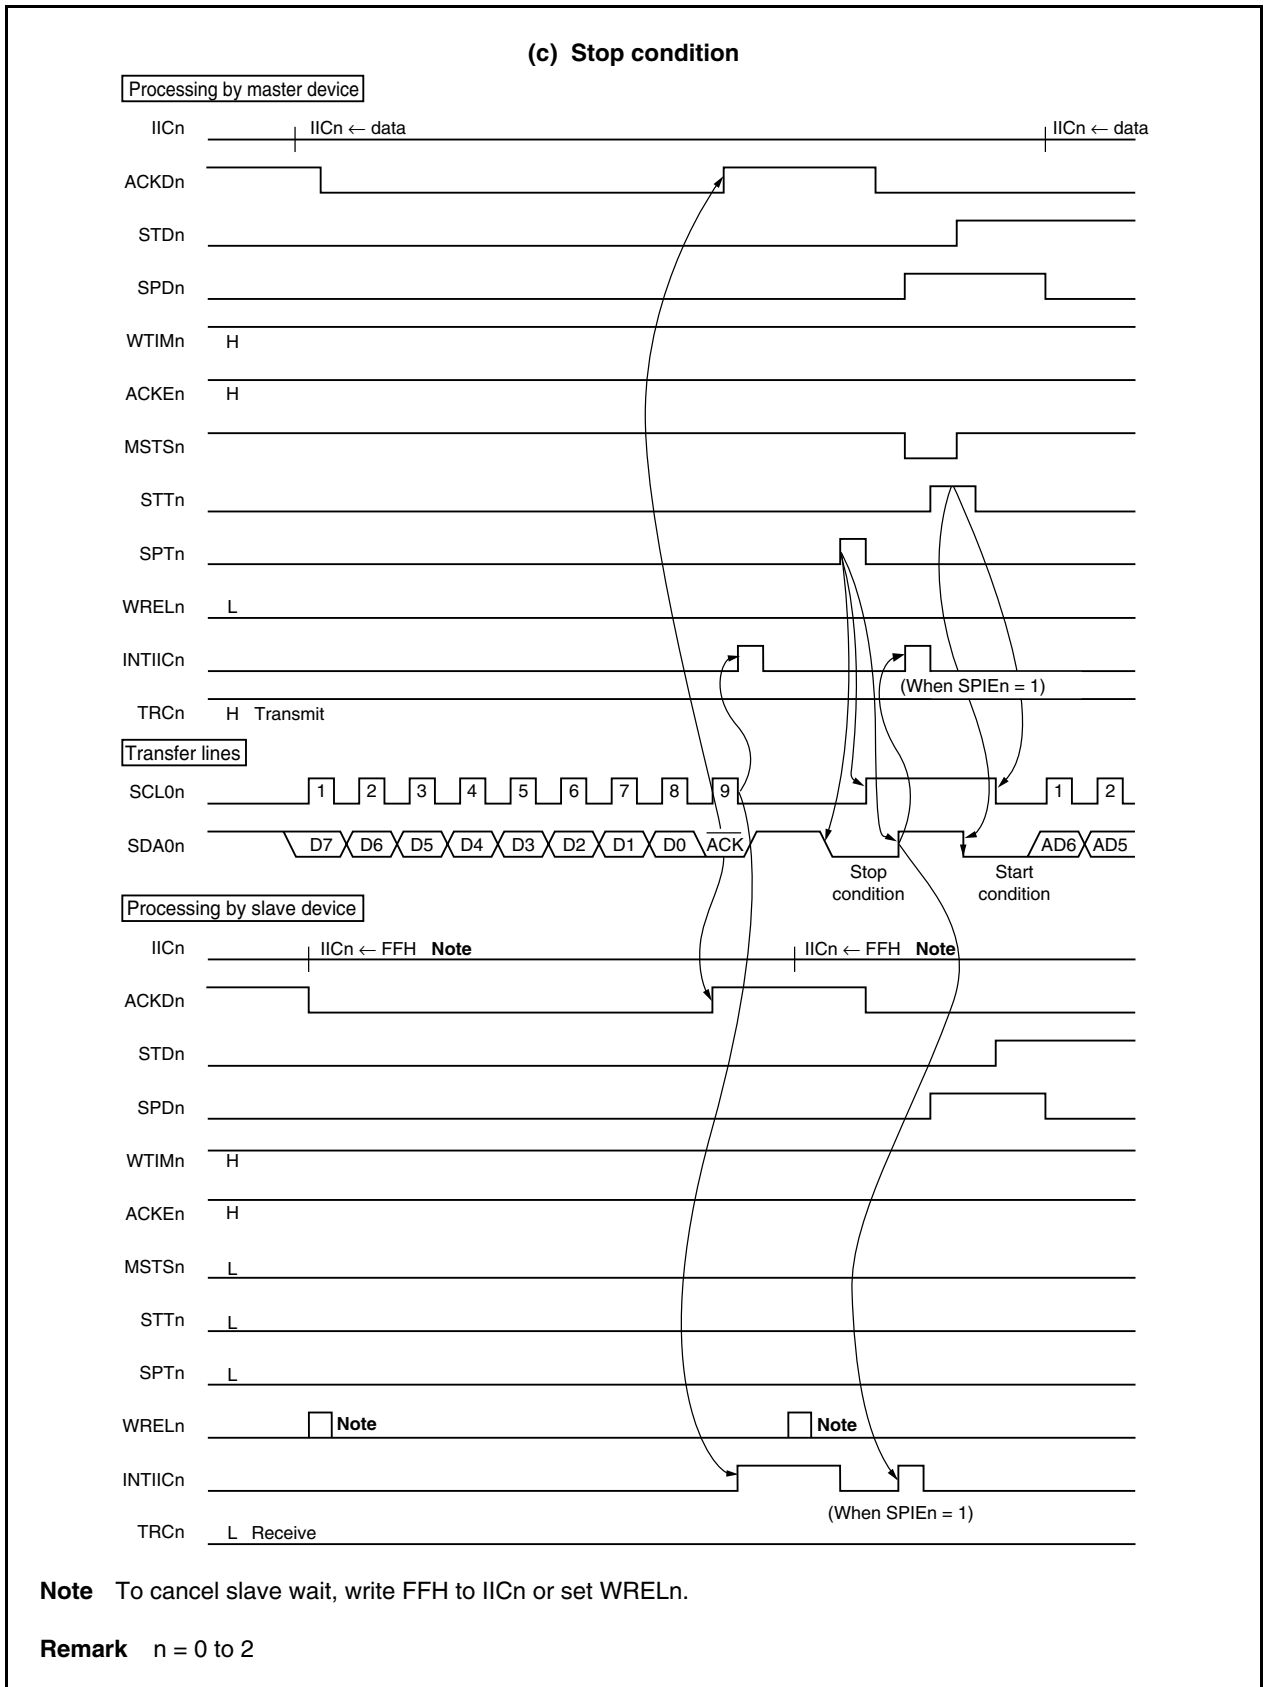 (c) Stop condition
Processing by master device
IICn IICn ← data IICn ← data
ACKDn
STDn
SPDn
WTIMn H
ACKEn H
MSTSn
STTn
SPTn
WRELn L
INTIICn
(When SPIEn = 1)
TRCn H Transmit
Transfer lines
SCL0n 1 2 3 4 5 6 7 8 9 1 2
SDA0n D7 D6 D5 D4 D3 D2 D1 D0 ACK AD6 AD5
Stop condition
Start condition
Processing by slave device
IICn IICn ← FFH Note IICn ← FFH Note
ACKDn
STDn
SPDn
WTIMn H
ACKEn H
MSTSn L
STTn L
SPTn L
WRELn Note Note
INTIICn
(When SPIEn = 1)
TRCn L Receive
Note To cancel slave wait, write FFH to IICn or set WRELn.
Remark n = 0 to 2